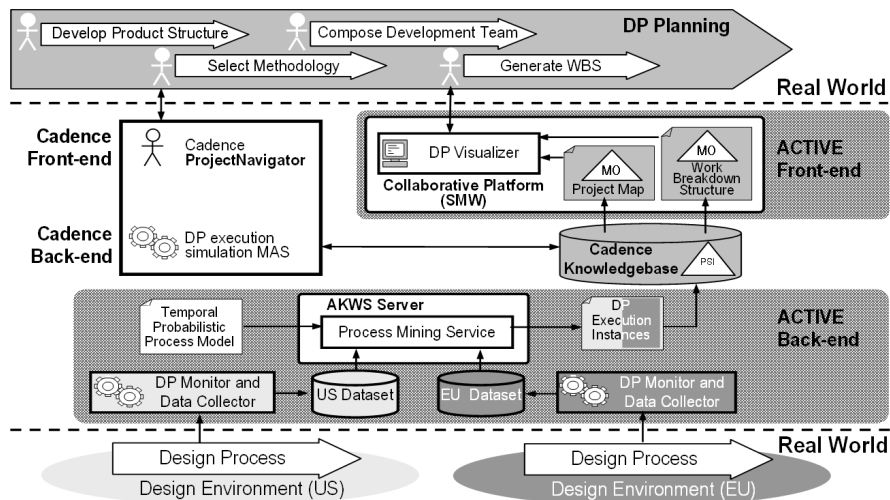 Develop Product Structure
Compose Development Team
DP Planning
Select Methodology
Generate WBS
Real World
Cadence
Front-end
Cadence
ProjectNavigator
DP Visualizer
Collaborative Platform
(SMW)
MO
Project Map
MO
Work
Breakdown
Structure
ACTIVE
Front-end
Cadence
Back-end
DP execution
simulation MAS
Cadence
Knowledgebase
PSI
Temporal
Probabilistic
Process Model
AKWS Server
Process Mining Service
DP
Execution
Instances
ACTIVE
Back-end
DP Monitor and
Data Collector
US Dataset
EU Dataset
DP Monitor and
Data Collector
Real World
Design Process
Design Environment (US)
Design Process
Design Environment (EU)